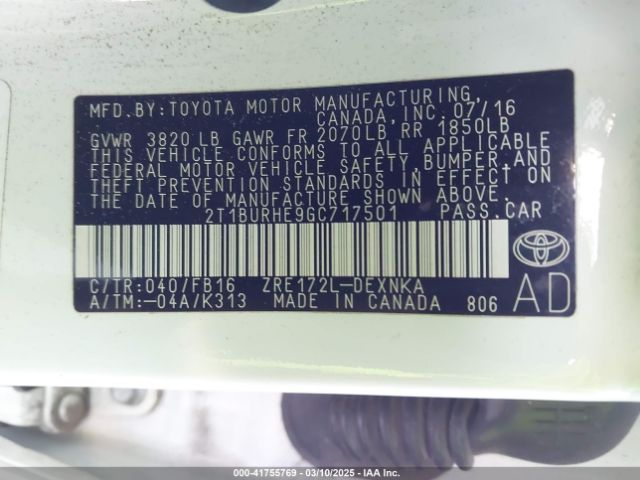 MFD. BY: TOYOTA MOTOR MANUFACTURING,
CANADA, INC. 07/16
GVWR 3820 LB GAWR FR 2070LB RR 1850LB
THIS VEHICLE CONFORMS TO ALL APPLICABLE
FEDERAL MOTOR VEHICLE SAFETY, BUMPER, AND
THEFT PREVENTION STANDARDS IN EFFECT ON
THE DATE OF MANUFACTURE SHOWN ABOVE.
2T1BURHE9GC717501 PASS. CAR
C/TR: 040/FB16 ZRE172L-DEXNKA
A/TM: -04A/K313 MADE IN CANADA 806
AD
000-41755769 - 03/10/2025 - IAA, Inc.